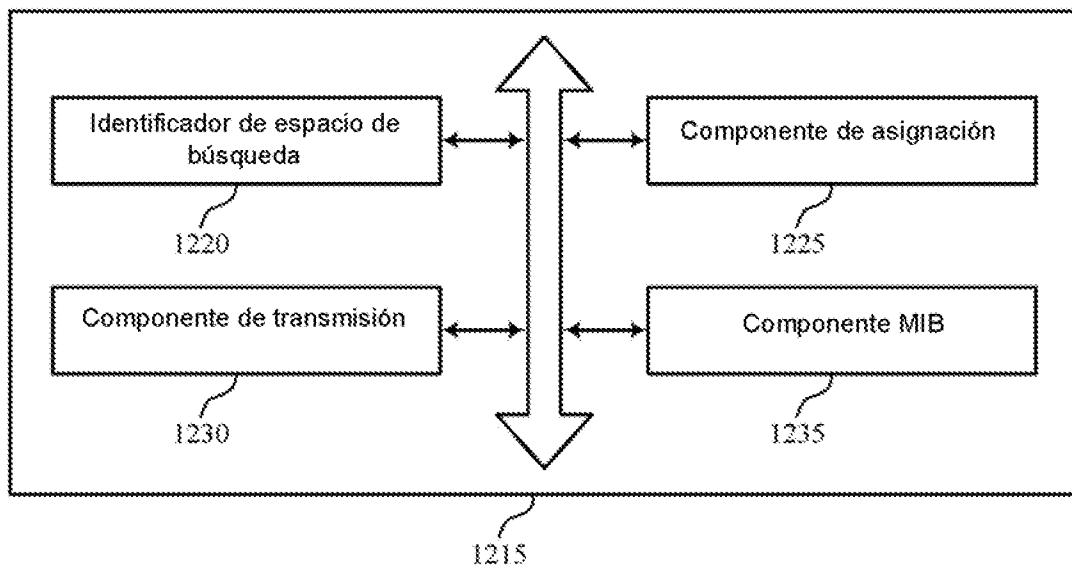 Identificador de espacio de
búsqueda
1220
Componente de asignación
1225
Componente de transmisión
1230
Componente MIB
1235
1215